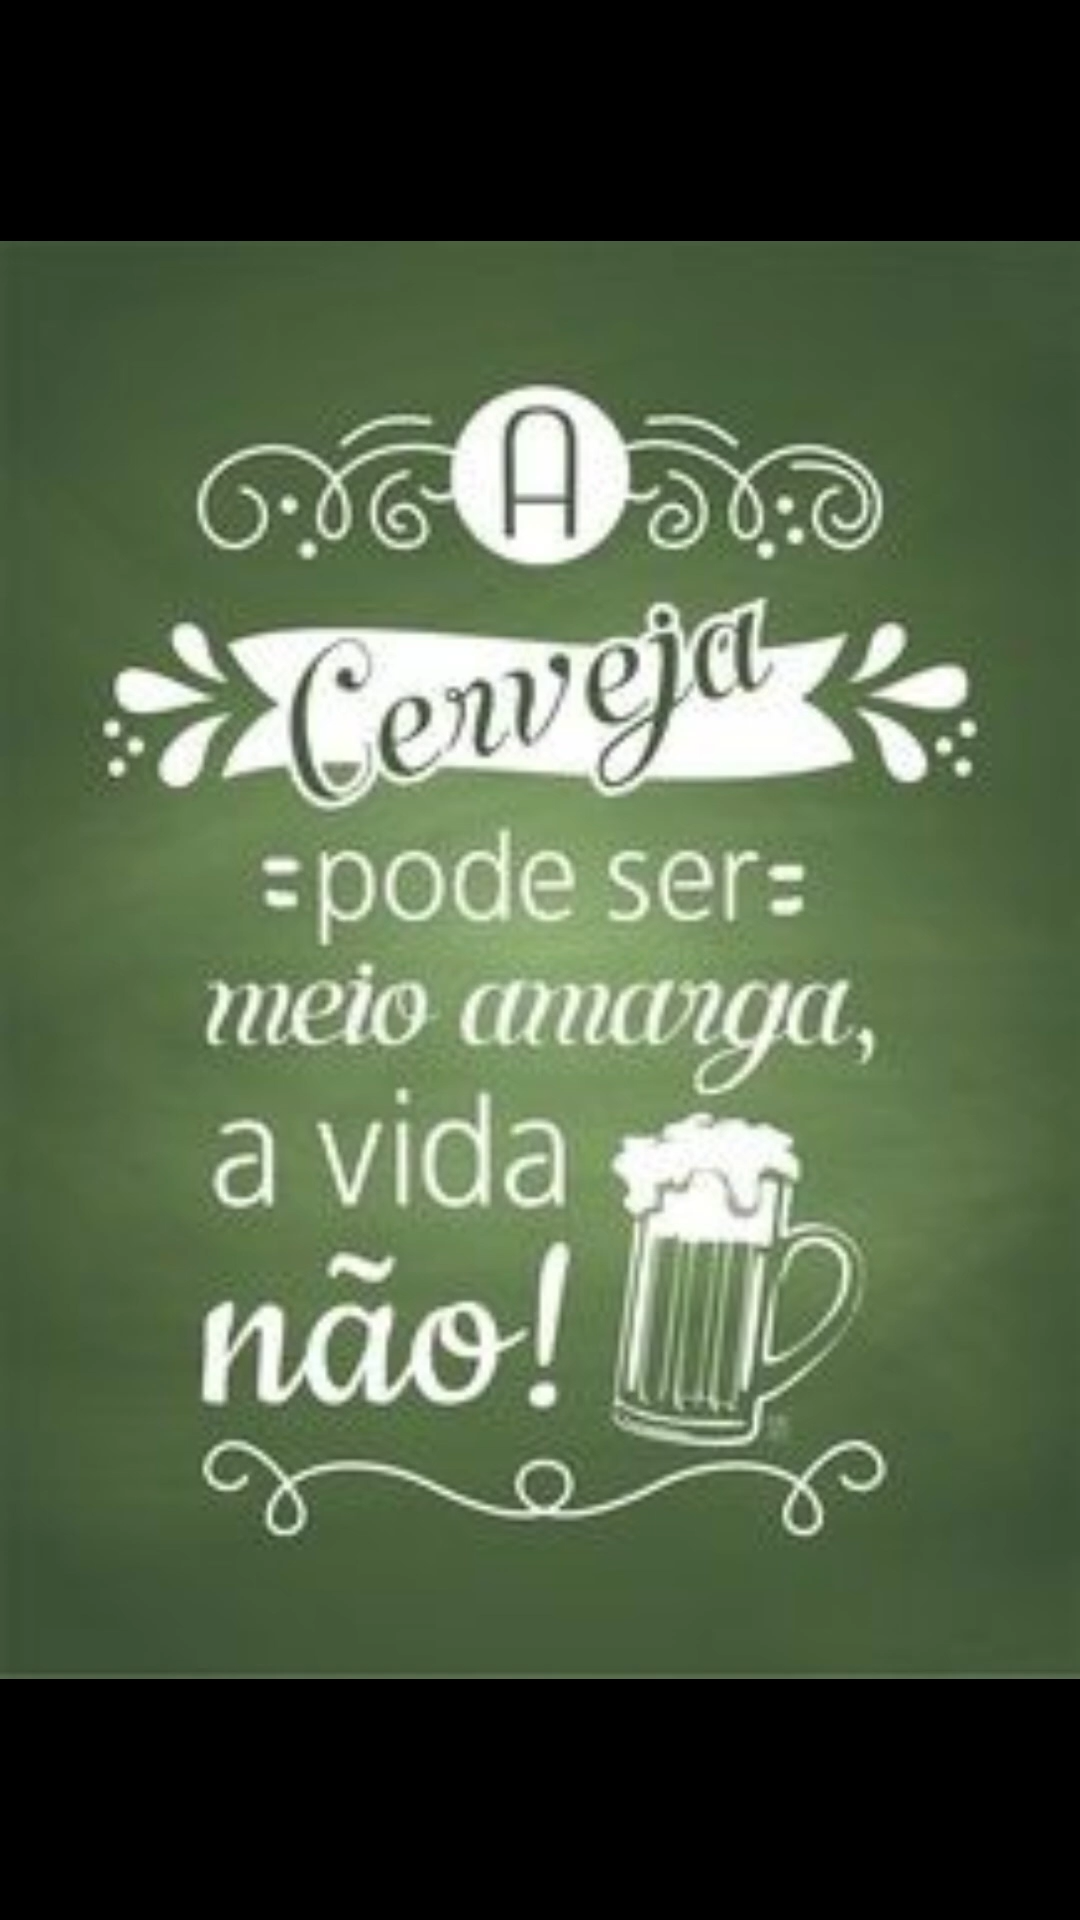 A
Cerveja
pode ser
meio amarga,
a vida
não!